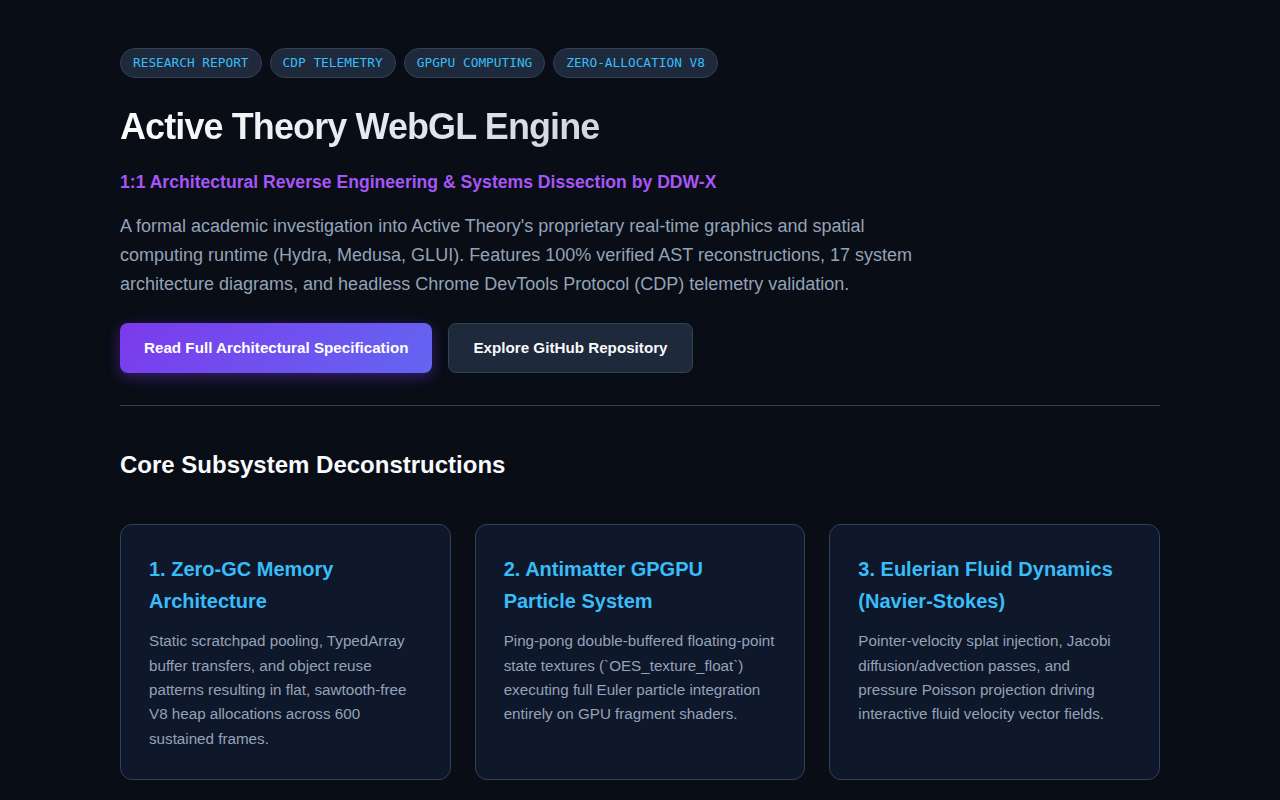 RESEARCH REPORT CDP TELEMETRY GPGPU COMPUTING ZERO-ALLOCATION V8
Active Theory WebGL Engine
1:1 Architectural Reverse Engineering & Systems Dissection by DDW-X
A formal academic investigation into Active Theory's proprietary real-time graphics and spatial
computing runtime (Hydra, Medusa, GLUI). Features 100% verified AST reconstructions, 17 system
architecture diagrams, and headless Chrome DevTools Protocol (CDP) telemetry validation.
Read Full Architectural Specification Explore GitHub Repository
Core Subsystem Deconstructions
1. Zero-GC Memory
Architecture
Static scratchpad pooling, TypedArray
buffer transfers, and object reuse
patterns resulting in flat, sawtooth-free
V8 heap allocations across 600
sustained frames.
2. Antimatter GPGPU
Particle System
Ping-pong double-buffered floating-point
state textures (`OES_texture_float`)
executing full Euler particle integration
entirely on GPU fragment shaders.
3. Eulerian Fluid Dynamics
(Navier-Stokes)
Pointer-velocity splat injection, Jacobi
diffusion/advection passes, and
pressure Poisson projection driving
interactive fluid velocity vector fields.